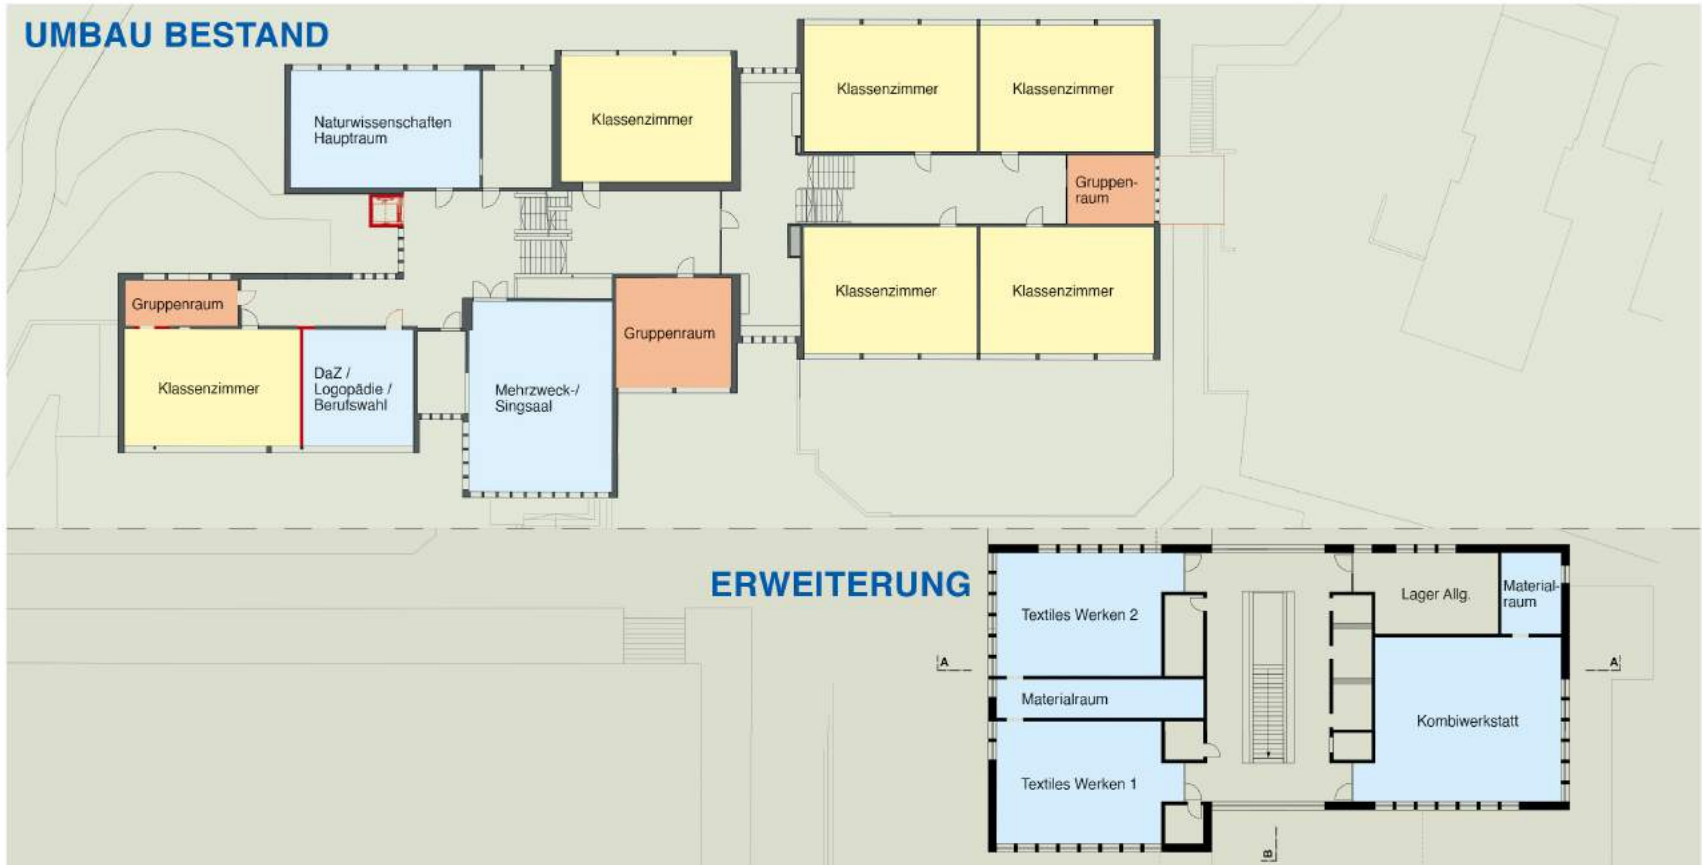 UMBAU BESTAND
Klassenzimmer
Klassenzimmer
Naturwissenschaften
Hauptraum
Klassenzimmer
Gruppen-
raum
Gruppenraum
Klassenzimmer
Klassenzimmer
Gruppenraum
Klassenzimmer
DaZ /
Logopädie /
Berufswahl
Mehrzweck-/
Singsaal
ERWEITERUNG
Textiles Werken 2
Lager Allg.
Material-
raum
A
A
Materialraum
Kombiwerkstatt
Textiles Werken 1
B